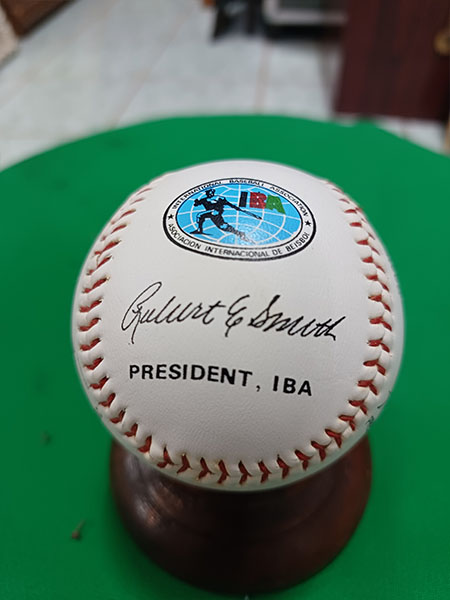 INTERNATIONAL BASEBALL ASSOCIATION
IBA
ASOCIACION INTERNACIONAL DE BEISBOL
Robert E Smith
PRESIDENT, IBA